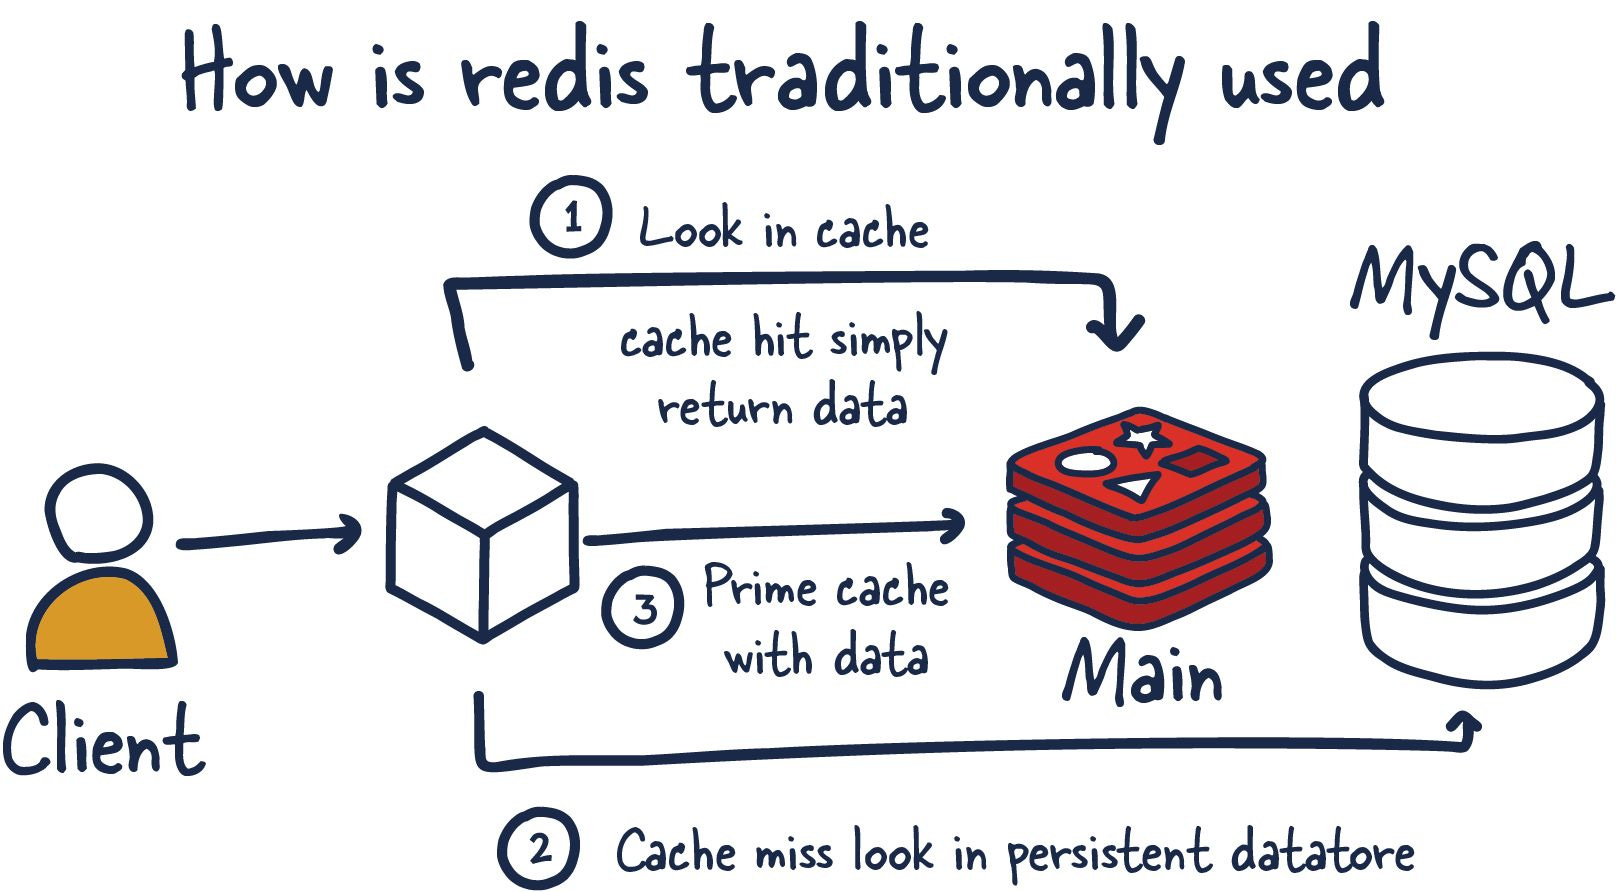 How is redis traditionally used
1 Look in cache
cache hit simply
return data
MySQL
3 Prime cache
with data
Main
Client
2 Cache miss look in persistent datatore